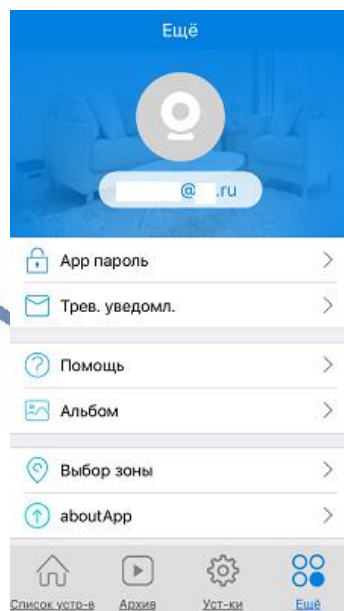 Ещё
@ .ru
App пароль
Трев. уведомл.
Помощь
Альбом
Выбор зоны
aboutApp
Список устр-в Архив Уст-ки Ещё